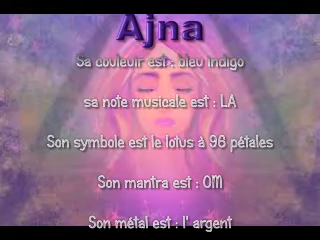 Ajna
Sa couleuir est : bleu indigo
sa note musicale est : LA
Son symbole est le lotus à 96 pétales
Son mantra est : OM
Son métal est : l' argent